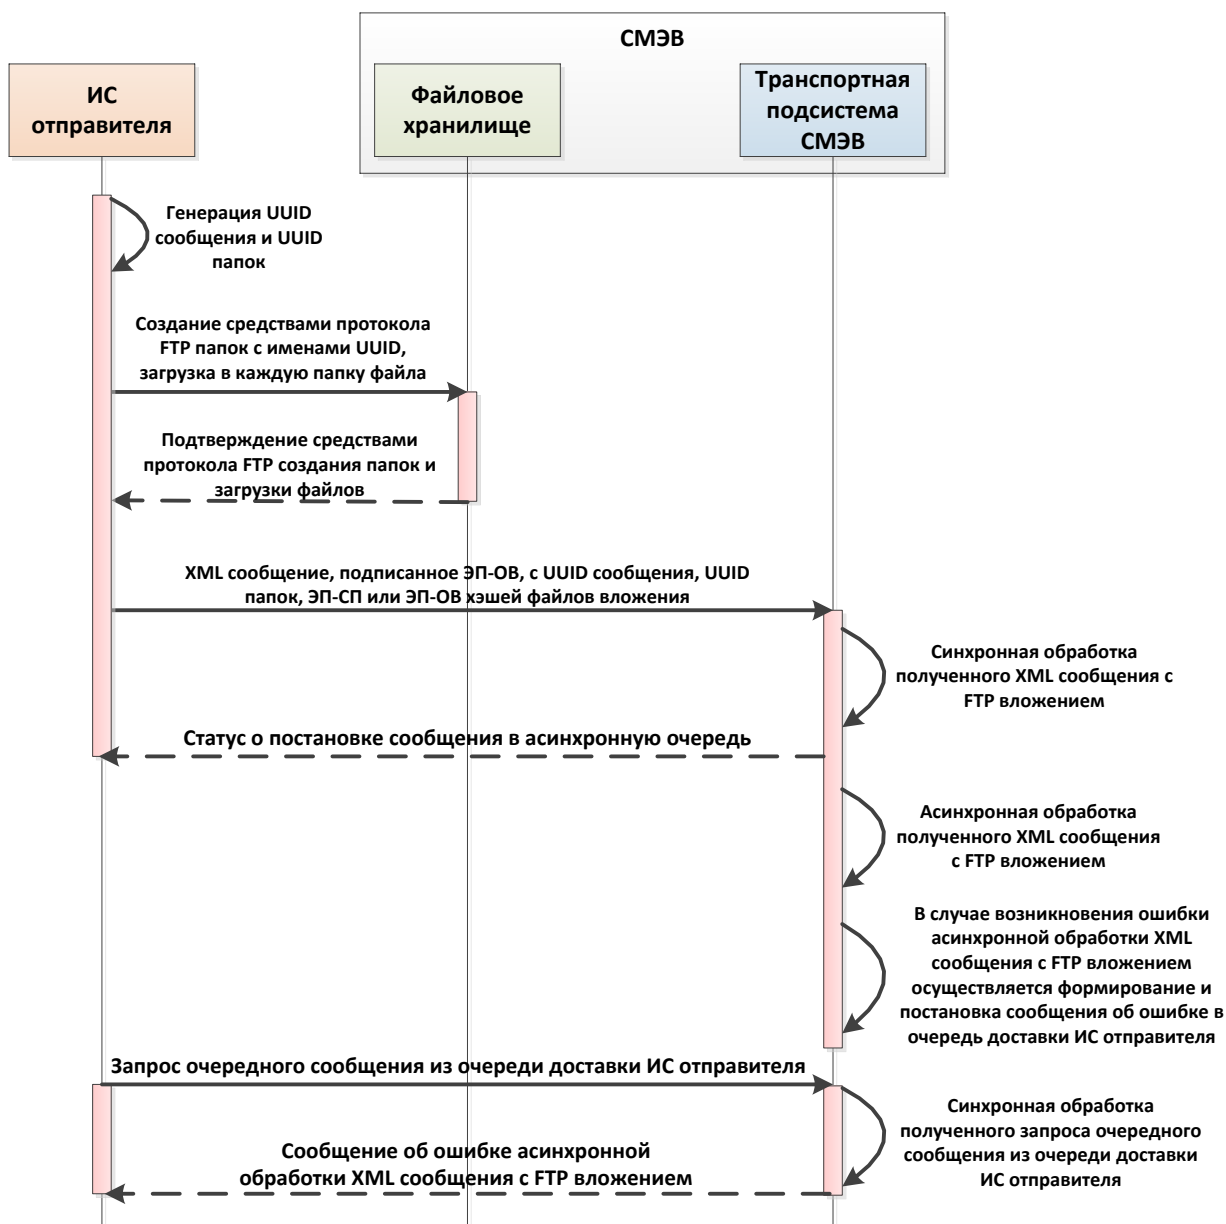 СМЭВ
ИС
отправителя
Файловое
хранилище
Транспортная
подсистема
СМЭВ
Генерация UUID
сообщения и UUID
папок
Создание средствами протокола
FTP папок с именами UUID,
загрузка в каждую папку файла
Подтверждение средствами
протокола FTP создания папок и
загрузки файлов
XML сообщение, подписанное ЭП-ОВ, с UUID сообщения, UUID
папок, ЭП-СП или ЭП-ОВ хэшей файлов вложения
Синхронная обработка
полученного XML сообщения с
FTP вложением
Статус о постановке сообщения в асинхронную очередь
Асинхронная обработка
полученного XML сообщения
с FTP вложением
В случае возникновения ошибки
асинхронной обработки XML
сообщения с FTP вложением
осуществляется формирование и
постановка сообщения об ошибке в
очередь доставки ИС отправителя
Запрос очередного сообщения из очереди доставки ИС отправителя
Синхронная обработка
полученного запроса очередного
сообщения из очереди доставки
ИС отправителя
Сообщение об ошибке асинхронной
обработки XML сообщения с FTP вложением